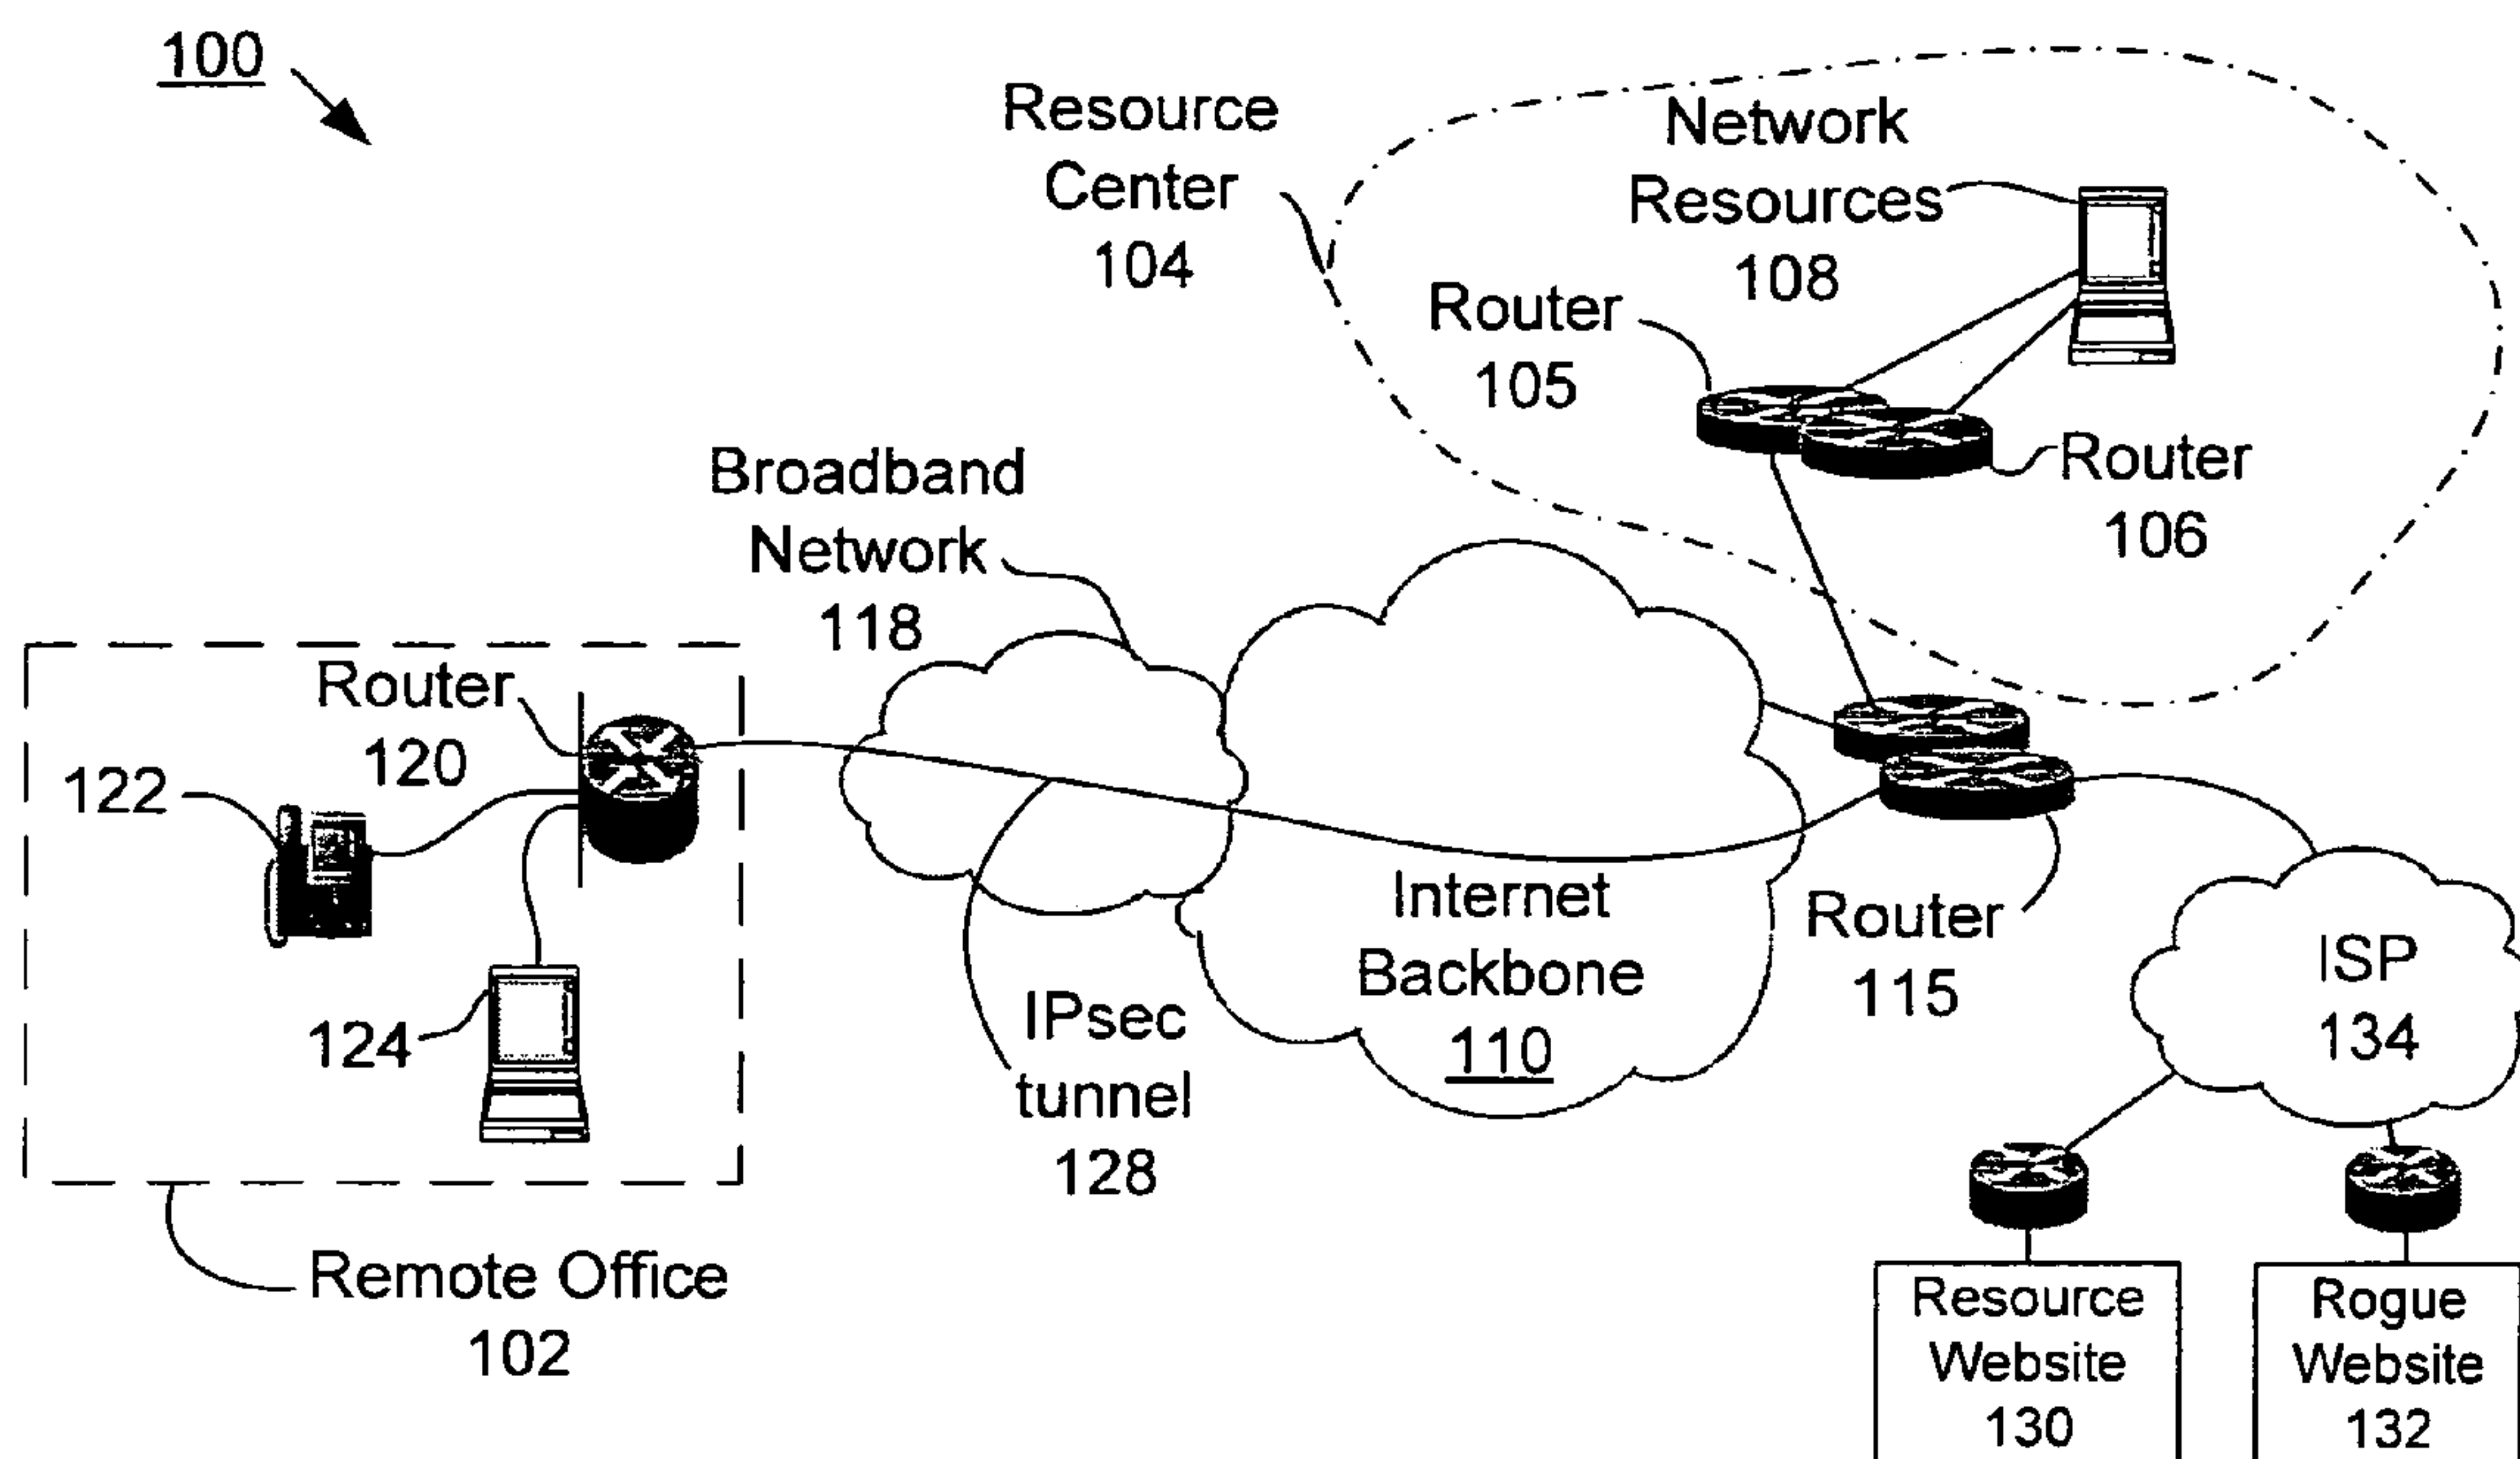 100
Resource
Center
104
Network
Resources
108
Router
105
Router
106
Broadband
Network
118
Router
120
122
124
Remote Office
102
IPsec
tunnel
128
Internet
Backbone
110
Router
115
ISP
134
Resource
Website
130
Rogue
Website
132